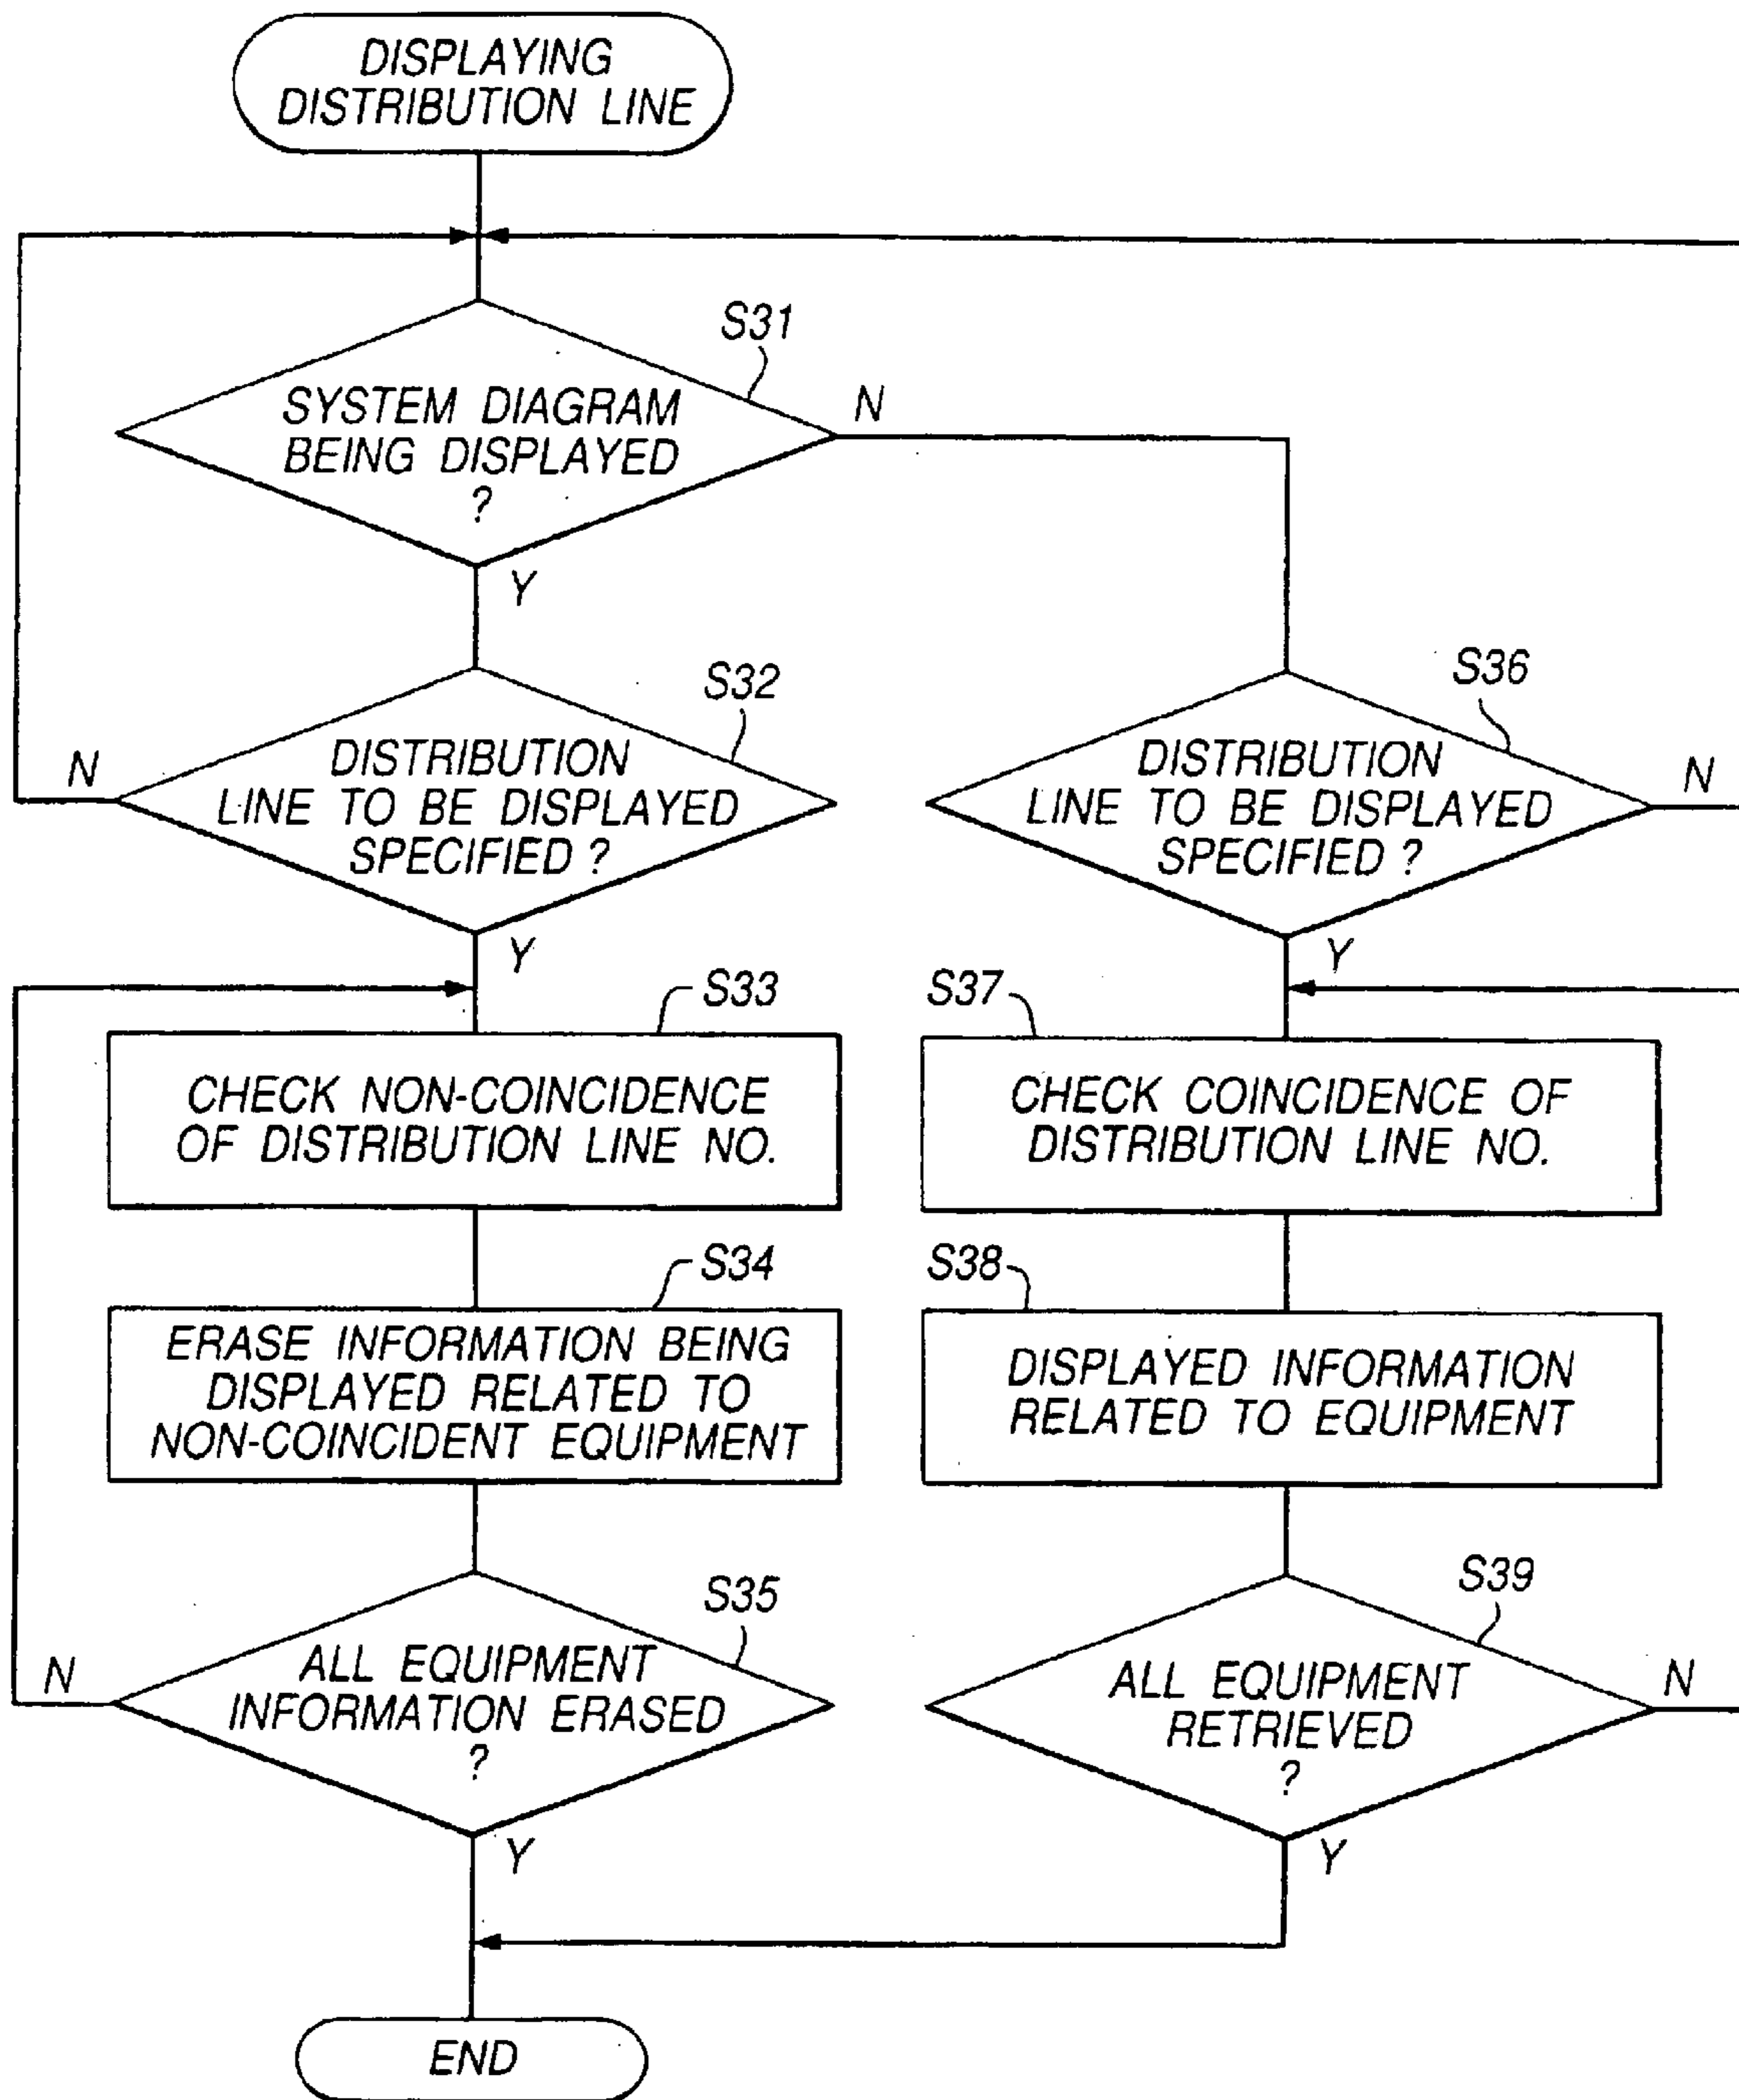 DISPLAYING
DISTRIBUTION LINE
S31
SYSTEM DIAGRAM
BEING DISPLAYED
?
N
Y
S32
DISTRIBUTION
LINE TO BE DISPLAYED
SPECIFIED ?
N
Y
S36
DISTRIBUTION
LINE TO BE DISPLAYED
SPECIFIED ?
N
Y
S33
CHECK NON-COINCIDENCE
OF DISTRIBUTION LINE NO.
S37
CHECK COINCIDENCE OF
DISTRIBUTION LINE NO.
S34
ERASE INFORMATION BEING
DISPLAYED RELATED TO
NON-COINCIDENT EQUIPMENT
S38
DISPLAYED INFORMATION
RELATED TO EQUIPMENT
S35
ALL EQUIPMENT
INFORMATION ERASED
?
N
Y
S39
ALL EQUIPMENT
RETRIEVED
?
N
Y
END